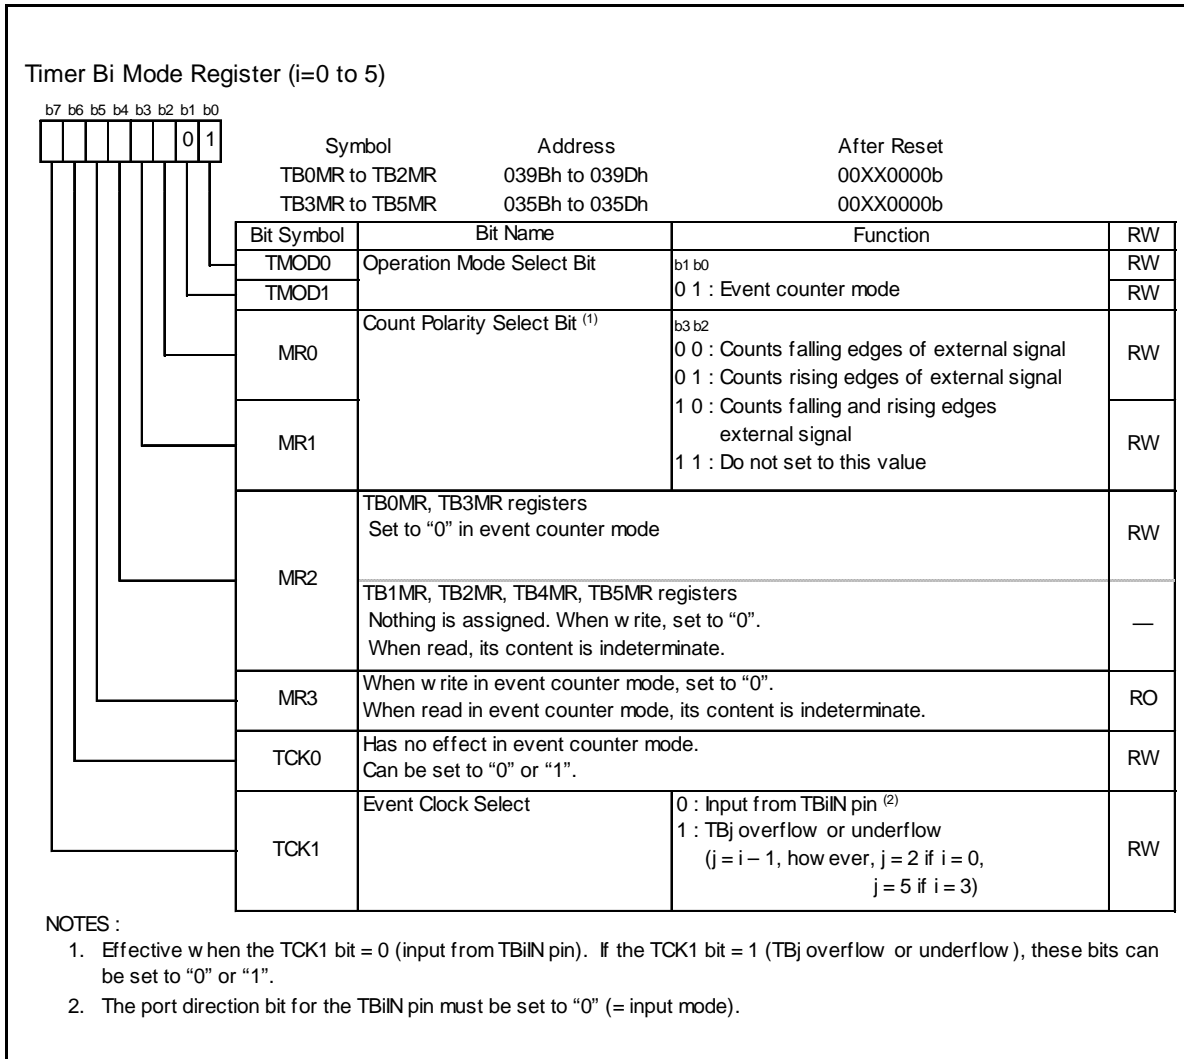 Timer Bi Mode Register (i=0 to 5)
b7 b6 b5 b4 b3 b2 b1 b0
0 1
Symbol Address After Reset
TB0MR to TB2MR 039Bh to 039Dh 00XX0000b
TB3MR to TB5MR 035Bh to 035Dh 00XX0000b
Bit Symbol Bit Name Function RW
TMOD0 Operation Mode Select Bit b1 b0 RW
TMOD1 0 1 : Event counter mode RW
Count Polarity Select Bit (1) b3 b2
MR0 0 0 : Counts falling edges of external signal RW
0 1 : Counts rising edges of external signal
1 0 : Counts falling and rising edges
MR1 external signal RW
1 1 : Do not set to this value
TB0MR, TB3MR registers
Set to “0” in event counter mode RW
MR2
TB1MR, TB2MR, TB4MR, TB5MR registers
Nothing is assigned. When write, set to “0”. —
When read, its content is indeterminate.
MR3 When write in event counter mode, set to “0”. RO
When read in event counter mode, its content is indeterminate.
TCK0 Has no effect in event counter mode. RW
Can be set to “0” or “1”.
Event Clock Select 0 : Input from TBiIN pin (2)
1 : TBj overflow or underflow
TCK1 (j = i – 1, however, j = 2 if i = 0, RW
j = 5 if i = 3)
NOTES :
1. Effective when the TCK1 bit = 0 (input from TBiIN pin). If the TCK1 bit = 1 (TBj overflow or underflow), these bits can
be set to “0” or “1”.
2. The port direction bit for the TBiIN pin must be set to “0” (= input mode).